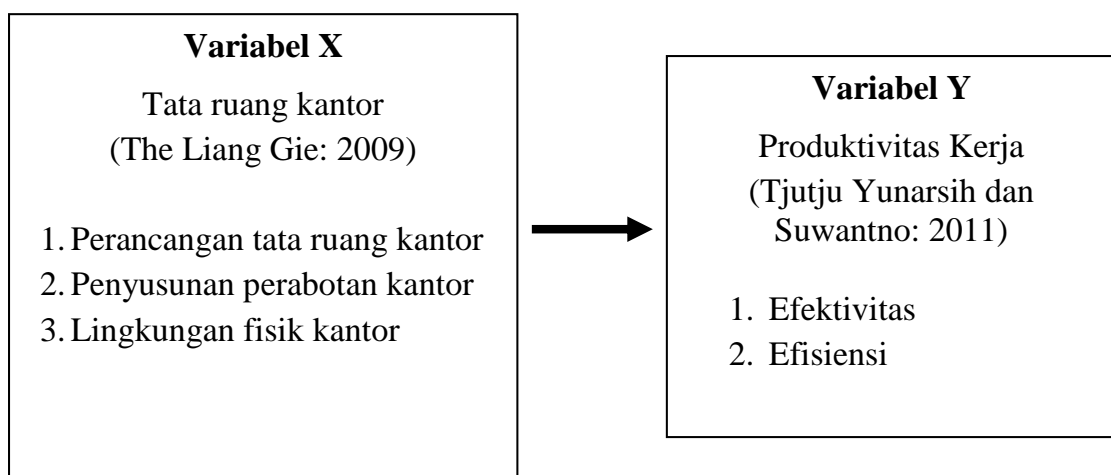 Variabel X
Tata ruang kantor
(The Liang Gie: 2009)
1. Perancangan tata ruang kantor
2. Penyusunan perabotan kantor
3. Lingkungan fisik kantor
Variabel Y
Produktivitas Kerja
(Tjutju Yunarsih dan
Suwantno: 2011)
1. Efektivitas
2. Efisiensi